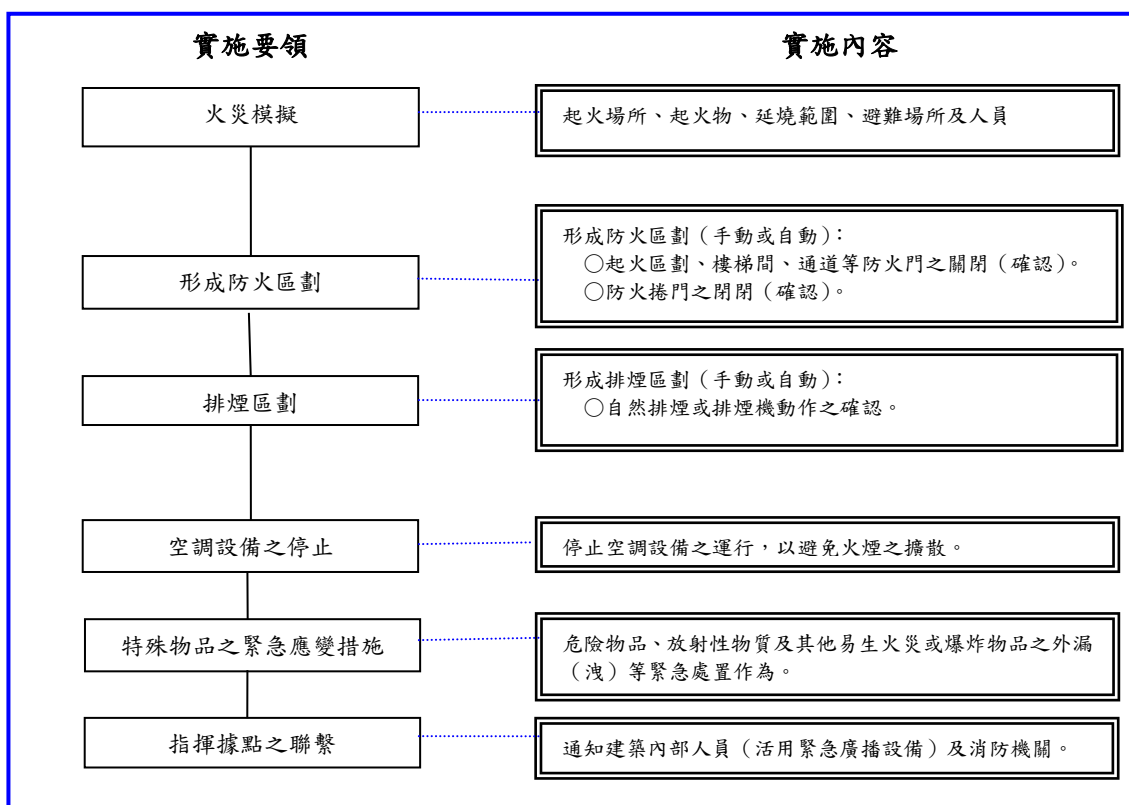 實施要領
實施內容
火災模擬
起火場所、起火物、延燒範圍、避難場所及人員
形成防火區劃
形成防火區劃（手動或自動）：
○起火區劃、樓梯間、通道等防火門之關閉（確認）。
○防火捲門之閉閉（確認）。
排煙區劃
形成排煙區劃（手動或自動）：
○自然排煙或排煙機動作之確認。
空調設備之停止
停止空調設備之運行，以避免火煙之擴散。
特殊物品之緊急應變措施
危險物品、放射性物質及其他易生火災或爆炸物品之外漏
（洩）等緊急處置作為。
指揮據點之聯繫
通知建築內部人員（活用緊急廣播設備）及消防機關。